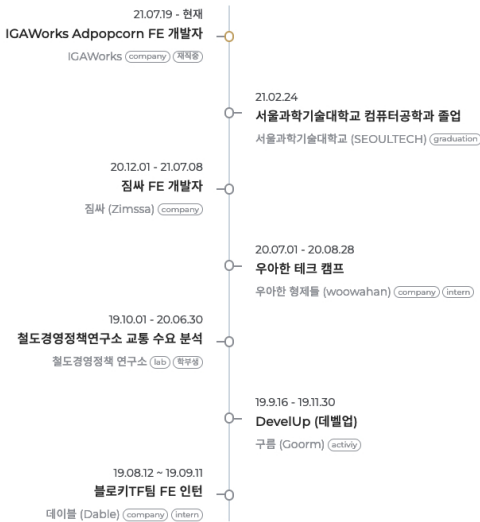 21.07.19 - 현재
IGAWorks Adpopcorn FE 개발자
IGAWorks company 재직중
21.02.24
서울과학기술대학교 컴퓨터공학과 졸업
서울과학기술대학교 (SEOULTECH) graduation
20.12.01 - 21.07.08
짐싸 FE 개발자
짐싸 (Zimssa) company
20.07.01 - 20.08.28
우아한 테크 캠프
우아한 형제들 (woowahan) company intern
19.10.01 - 20.06.30
철도경영정책연구소 교통 수요 분석
철도경영정책 연구소 lab 학부생
19.9.16 - 19.11.30
DevelUp (데벨업)
구름 (Goorm) activiy
19.08.12 ~ 19.09.11
블로키TF팀 FE 인턴
데이블 (Dable) company intern